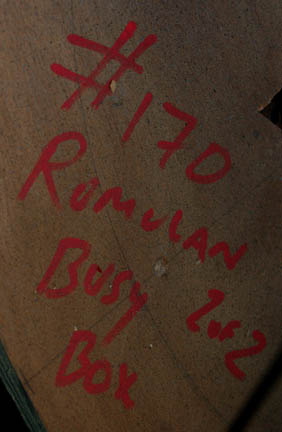 #170
ROMULAN
BUSY 2 OF 2
BOX